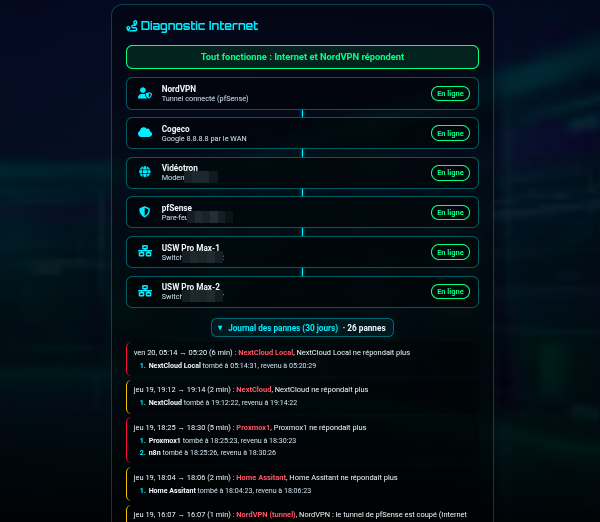 Diagnostic Internet
Tout fonctionne : Internet et NordVPN répondent
NordVPN
Tunnel connecté (pfSense)
En ligne
Cogeco
Google 8.8.8.8 par le WAN
En ligne
Vidéotron
Modem
En ligne
pfSense
Pare-feu
En ligne
USW Pro Max-1
Switch
En ligne
USW Pro Max-2
Switch
En ligne
▼ Journal des pannes (30 jours) · 26 pannes
ven 20, 05:14 → 05:20 (6 min) : NextCloud Local, NextCloud Local ne répondait plus
1. NextCloud Local tombé à 05:14:31, revenu à 05:20:29
jeu 19, 19:12 → 19:14 (2 min) : NextCloud, NextCloud ne répondait plus
1. NextCloud tombé à 19:12:22, revenu à 19:14:22
jeu 19, 18:25 → 18:30 (5 min) : Proxmox1, Proxmox1 ne répondait plus
1. Proxmox1 tombé à 18:25:23, revenu à 18:30:23
2. n8n tombé à 18:25:26, revenu à 18:30:26
jeu 19, 18:04 → 18:06 (2 min) : Home Assitant, Home Assitant ne répondait plus
1. Home Assitant tombé à 18:04:23, revenu à 18:06:23
jeu 19, 16:07 → 16:07 (1 min) : NordVPN (tunnel), NordVPN : le tunnel de pfSense est coupé (Internet